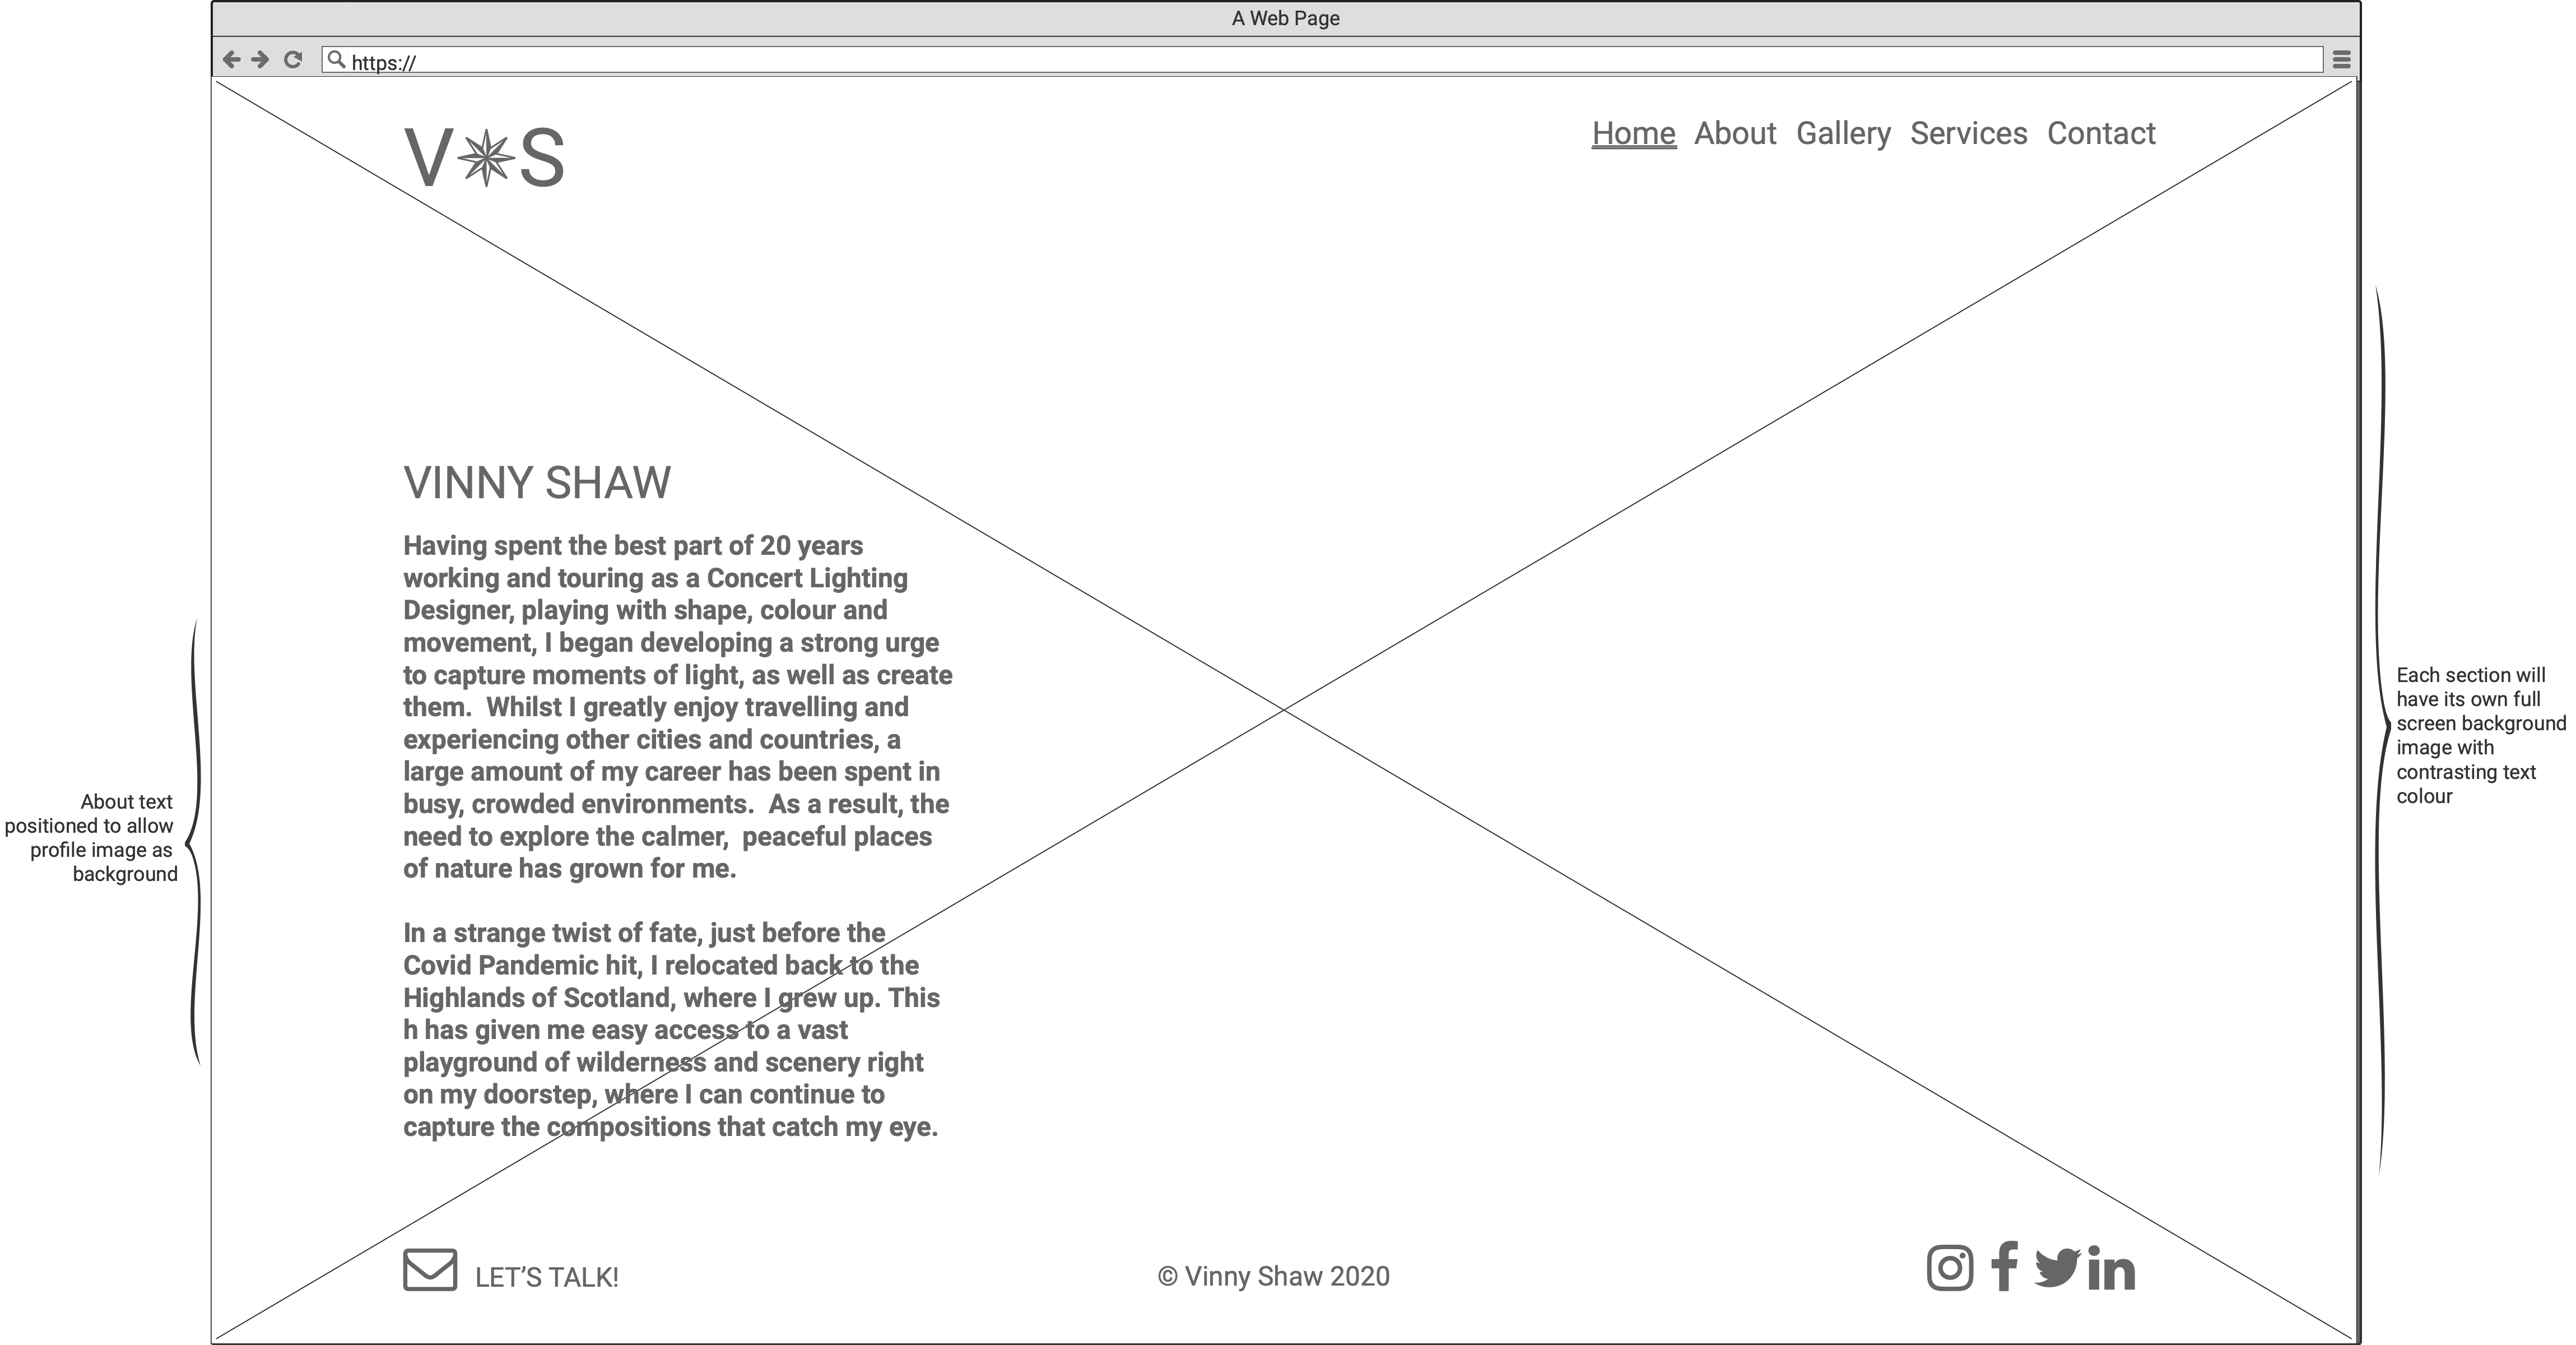 A Web Page
https://
V S
Home About Gallery Services Contact
VINNY SHAW
Having spent the best part of 20 years
working and touring as a Concert Lighting
Designer, playing with shape, colour and
movement, I began developing a strong urge
to capture moments of light, as well as create
them.  Whilst I greatly enjoy travelling and
experiencing other cities and countries, a
large amount of my career has been spent in
busy, crowded environments.  As a result, the
need to explore the calmer,  peaceful places
of nature has grown for me.
In a strange twist of fate, just before the
Covid Pandemic hit, I relocated back to the
Highlands of Scotland, where I grew up. This
h has given me easy access to a vast
playground of wilderness and scenery right
on my doorstep, where I can continue to
capture the compositions that catch my eye.
About text
positioned to allow
profile image as
background
Each section will
have its own full
screen background
image with
contrasting text
colour
LET’S TALK!
© Vinny Shaw 2020